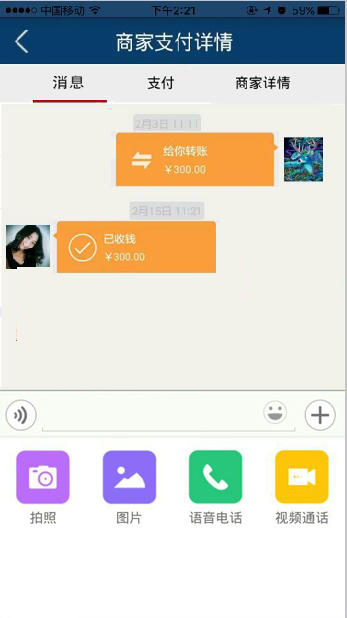 中国移动 下午2:21 59%
商家支付详情
消息 支付 商家详情
2月3日 11:11
给你转账
￥300.00
2月15日 11:21
已收钱
￥300.00
拍照 图片 语音电话 视频通话